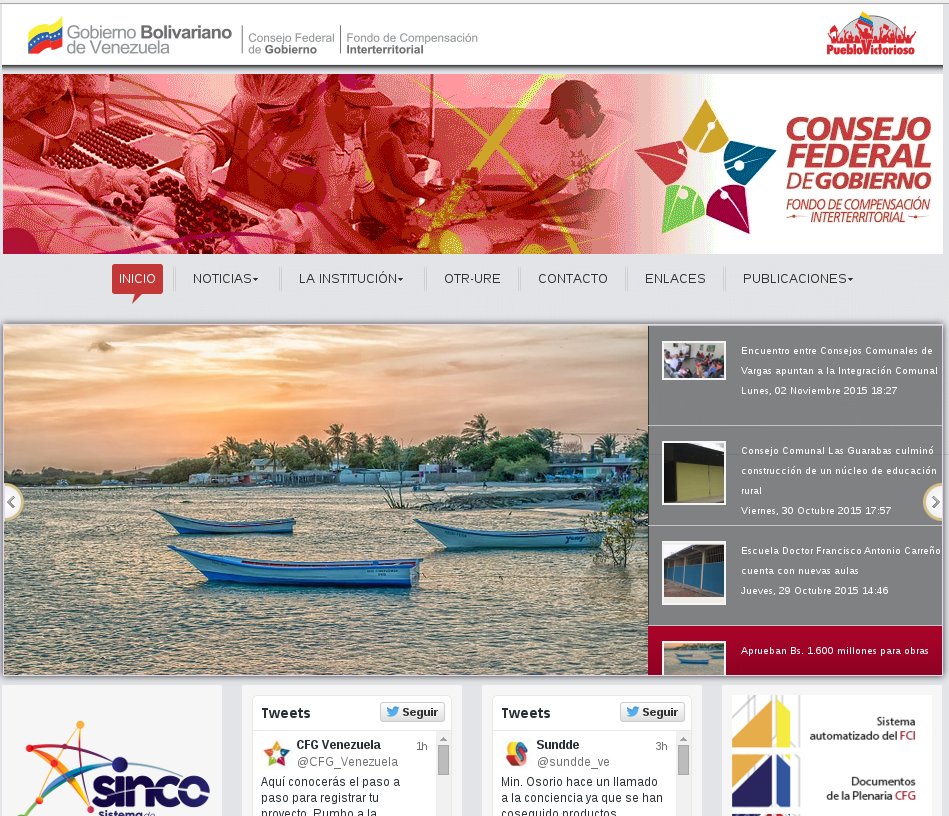 Gobierno Bolivariano
de Venezuela
Consejo Federal
de Gobierno
Fondo de Compensación
Interterritorial
PuebloVictorioso
CONSEJO
FEDERAL
DE GOBIERNO
FONDO DE COMPENSACIÓN
INTERTERRITORIAL
INICIO
NOTICIAS
LA INSTITUCIÓN
OTR-URE
CONTACTO
ENLACES
PUBLICACIONES
Encuentro entre Consejos Comunales de
Vargas apuntan a la Integración Comunal
Lunes, 02 Noviembre 2015 18:27
Consejo Comunal Las Guarabas culminó
construcción de un núcleo de educación
rural
Viernes, 30 Octubre 2015 17:57
Escuela Doctor Francisco Antonio Carreño
cuenta con nuevas aulas
Jueves, 29 Octubre 2015 14:46
Aprueban Bs. 1.600 millones para obras
sinco
Sistema de
Tweets
Seguir
CFG Venezuela
1h
@CFG_Venezuela
Aquí conocerás el paso a
paso para registrar tu
proyecto. Rumbo a la
Tweets
Seguir
Sundde
3h
@sundde_ve
Min. Osorio hace un llamado
a la conciencia ya que se han
coseguido productos
Sistema
automatizado del FCI
Documentos
de la Plenaria CFG